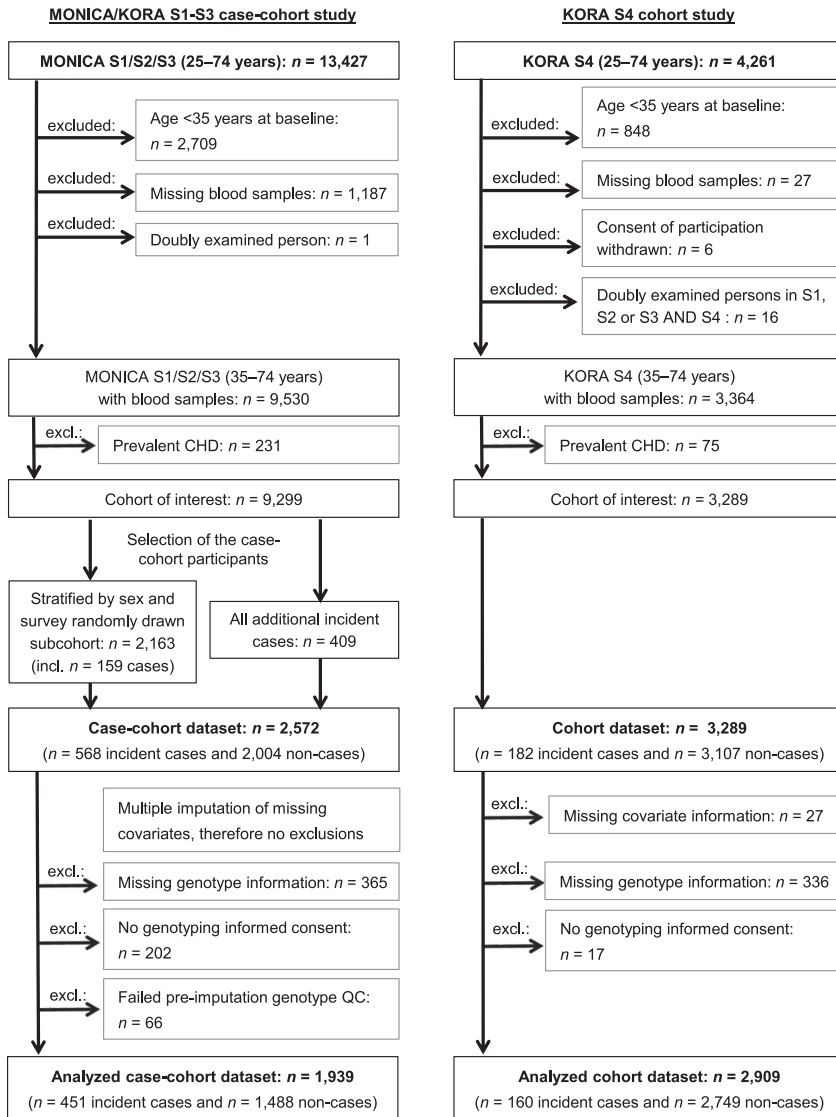 MONICA/KORA S1-S3 case-cohort study
MONICA S1/S2/S3 (25–74 years): n = 13,427
excluded:
Age <35 years at baseline:
n = 2,709
excluded:
Missing blood samples: n = 1,187
excluded:
Doubly examined person: n = 1
MONICA S1/S2/S3 (35–74 years)
with blood samples: n = 9,530
excl.:
Prevalent CHD: n = 231
Cohort of interest: n = 9,299
Selection of the case-
cohort participants
Stratified by sex and
survey randomly drawn
subcohort: n = 2,163
(incl. n = 159 cases)
All additional incident
cases: n = 409
Case-cohort dataset: n = 2,572
(n = 568 incident cases and 2,004 non-cases)
Multiple imputation of missing
covariates, therefore no exclusions
excl.:
Missing genotype information: n = 365
excl.:
No genotyping informed consent:
n = 202
excl.:
Failed pre-imputation genotype QC:
n = 66
Analyzed case-cohort dataset: n = 1,939
(n = 451 incident cases and n = 1,488 non-cases)
KORA S4 cohort study
KORA S4 (25–74 years): n = 4,261
excluded:
Age <35 years at baseline:
n = 848
excluded:
Missing blood samples: n = 27
excluded:
Consent of participation
withdrawn: n = 6
excluded:
Doubly examined persons in S1,
S2 or S3 AND S4 : n = 16
KORA S4 (35–74 years)
with blood samples: n = 3,364
excl.:
Prevalent CHD: n = 75
Cohort of interest: n = 3,289
Cohort dataset: n = 3,289
(n = 182 incident cases and n = 3,107 non-cases)
excl.:
Missing covariate information: n = 27
excl.:
Missing genotype information: n = 336
excl.:
No genotyping informed consent:
n = 17
Analyzed cohort dataset: n = 2,909
(n = 160 incident cases and n = 2,749 non-cases)